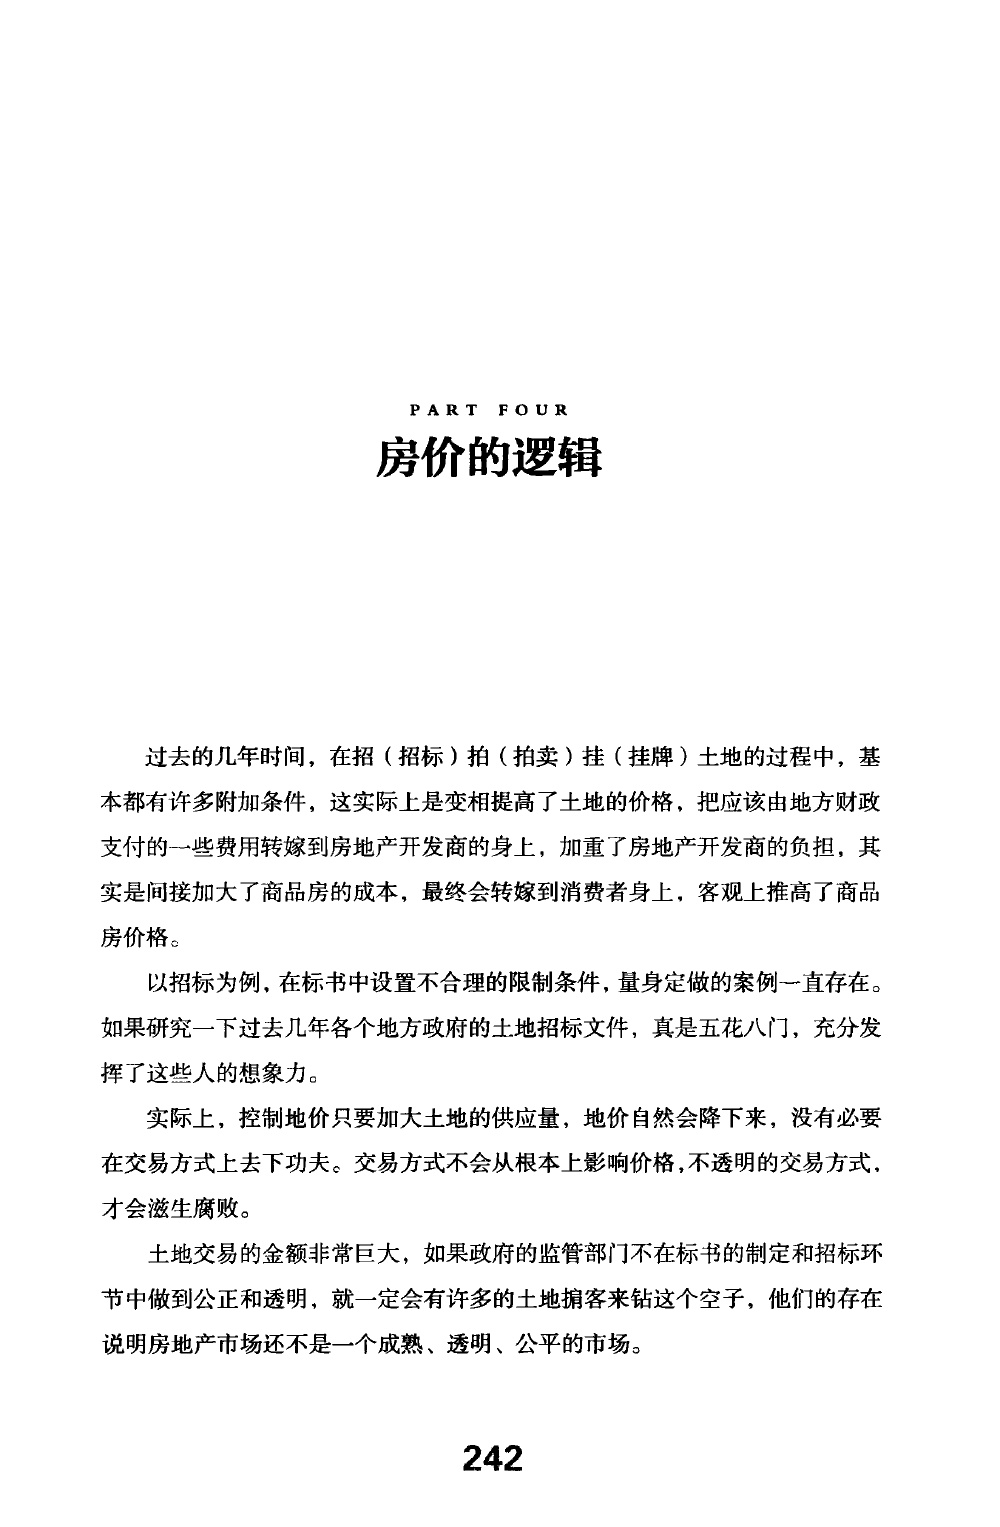 PART FOUR
房价的逻辑
过去的几年时间，在招（招标）拍（拍卖）挂（挂牌）土地的过程中，基
本都有许多附加条件，这实际上是变相提高了土地的价格，把应该由地方财政
支付的一些费用转嫁到房地产开发商的身上，加重了房地产开发商的负担，其
实是间接加大了商品房的成本，最终会转嫁到消费者身上，客观上推高了商品
房价格。
以招标为例，在标书中设置不合理的限制条件，量身定做的案例一直存在。
如果研究一下过去几年各个地方政府的土地招标文件，真是五花八门，充分发
挥了这些人的想象力。
实际上，控制地价只要加大土地的供应量，地价自然会降下来，没有必要
在交易方式上去下功夫。交易方式不会从根本上影响价格，不透明的交易方式，
才会滋生腐败。
土地交易的金额非常巨大，如果政府的监管部门不在标书的制定和招标环
节中做到公正和透明，就一定会有许多的土地掮客来钻这个空子，他们的存在
说明房地产市场还不是一个成熟、透明、公平的市场。
242